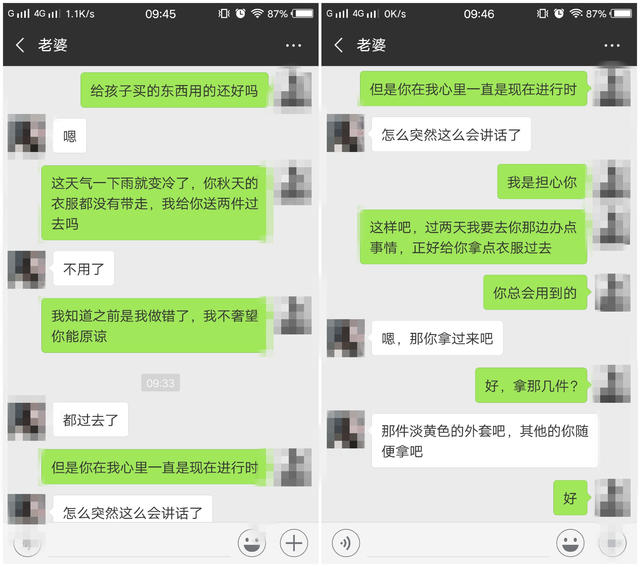 G 4G 1.1K/s 09:45 87%
老婆
给孩子买的东西用的还好吗
嗯
这天气一下雨就变冷了，你秋天的
衣服都没有带走，我给你送两件过
去吗
不用了
我知道之前是我做错了，我不奢望
你能原谅
09:33
都过去了
但是你在我心里一直是现在进行时
怎么突然这么会讲话了
G 4G 0K/s 09:46 87%
老婆
但是你在我心里一直是现在进行时
怎么突然这么会讲话了
我是担心你
这样吧，过两天我要去你那边办点
事情，正好给你拿点衣服过去
你总会用到的
嗯，那你拿过来吧
好，拿那几件？
那件淡黄色的外套吧，其他的你随
便拿吧
好